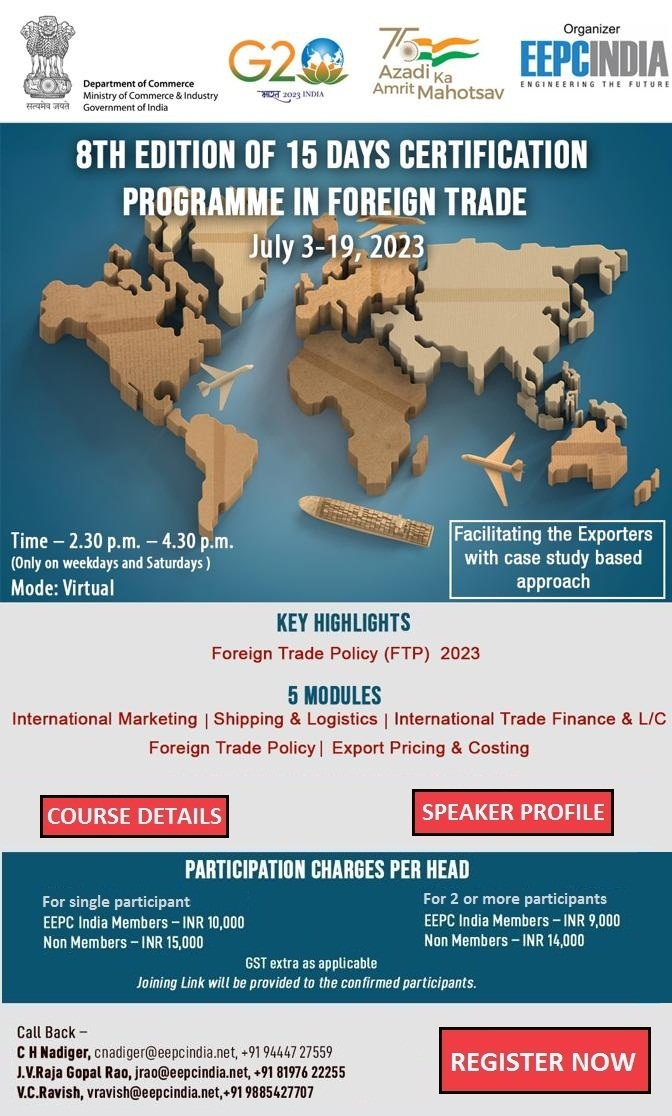 सत्यमेव जयते
Department of Commerce
Ministry of Commerce & Industry
Government of India
G20
भारत 2023 INDIA
75
Azadi Ka
Amrit Mahotsav
Organizer
EEPCINDIA
ENGINEERING THE FUTURE
8TH EDITION OF 15 DAYS CERTIFICATION
PROGRAMME IN FOREIGN TRADE
July 3-19, 2023
Time – 2.30 p.m. – 4.30 p.m.
(Only on weekdays and Saturdays )
Mode: Virtual
Facilitating the Exporters
with case study based
approach
KEY HIGHLIGHTS
Foreign Trade Policy (FTP) 2023
5 MODULES
International Marketing | Shipping & Logistics | International Trade Finance & L/C
Foreign Trade Policy | Export Pricing & Costing
COURSE DETAILS
SPEAKER PROFILE
PARTICIPATION CHARGES PER HEAD
For single participant
EEPC India Members – INR 10,000
Non Members – INR 15,000
For 2 or more participants
EEPC India Members – INR 9,000
Non Members – INR 14,000
GST extra as applicable
Joining Link will be provided to the confirmed participants.
Call Back –
C H Nadiger, cnadiger@eepcindia.net, +91 94447 27559
J.V.Raja Gopal Rao, jrao@eepcindia.net, +91 81976 22255
V.C.Ravish, vravish@eepcindia.net,+91 9885427707
REGISTER NOW